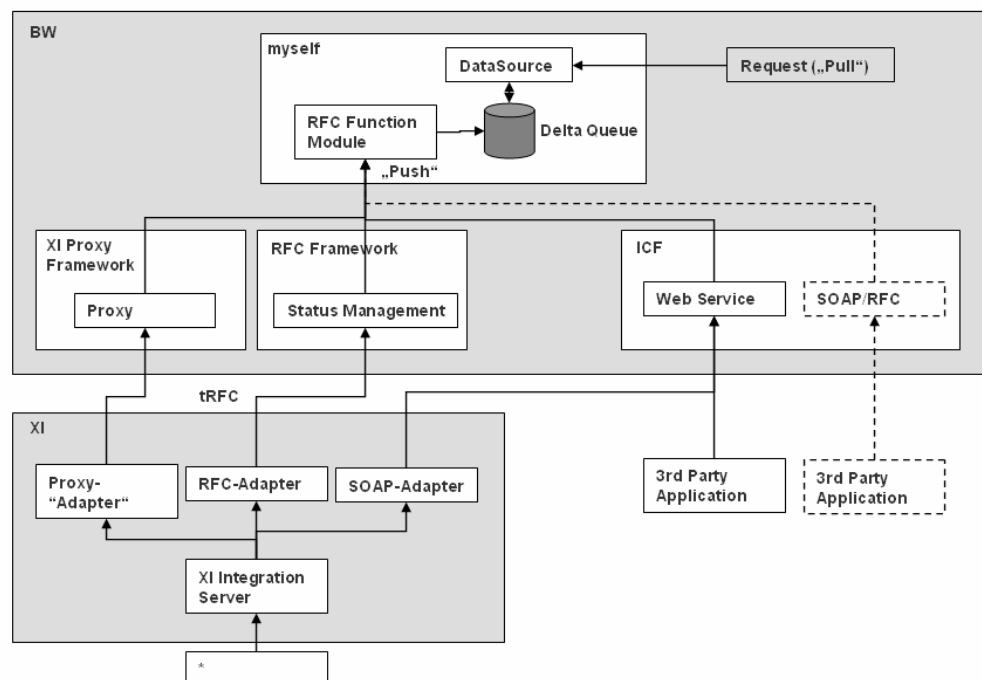 BW
myself
DataSource
Request („Pull“)
RFC Function
Module
Delta Queue
„Push“
XI Proxy
Framework
Proxy
RFC Framework
Status Management
ICF
Web Service
SOAP/RFC
tRFC
XI
Proxy-
“Adapter“
RFC-Adapter
SOAP-Adapter
3rd Party
Application
3rd Party
Application
XI Integration
Server
*